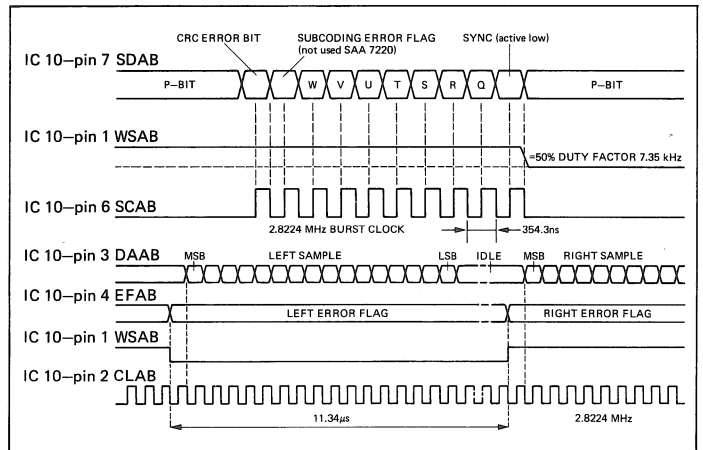 CRC ERROR BIT
SUBCODING ERROR FLAG
(not used SAA 7220)
SYNC (active low)
IC 10–pin 7 SDAB
P–BIT W V U T S R Q P–BIT
IC 10–pin 1 WSAB
=50% DUTY FACTOR 7.35 kHz
IC 10–pin 6 SCAB
2.8224 MHz BURST CLOCK 354.3ns
IC 10–pin 3 DAAB
MSB LEFT SAMPLE LSB IDLE MSB RIGHT SAMPLE
IC 10–pin 4 EFAB
LEFT ERROR FLAG RIGHT ERROR FLAG
IC 10–pin 1 WSAB
IC 10–pin 2 CLAB
11.34µs 2.8224 MHz